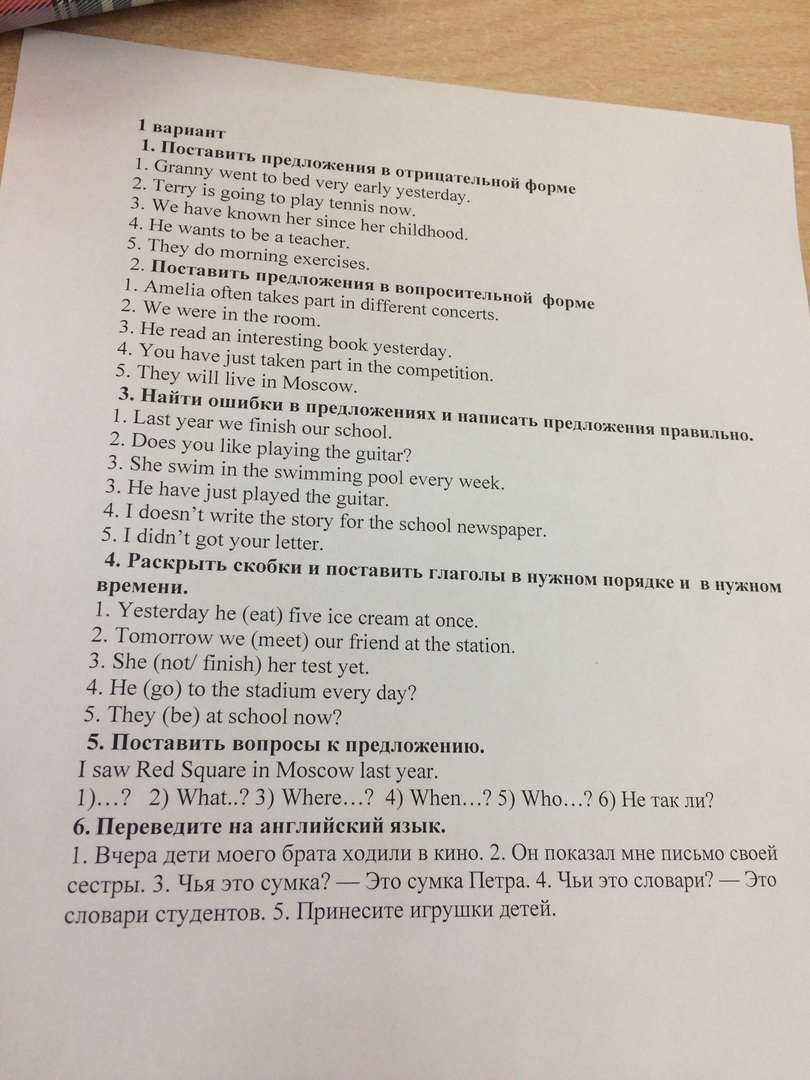 1 вариант
1. Поставить предложения в отрицательной форме
1. Granny went to bed very early yesterday.
2. Terry is going to play tennis now.
3. We have known her since her childhood.
4. He wants to be a teacher.
5. They do morning exercises.
2. Поставить предложения в вопросительной форме
1. Amelia often takes part in different concerts.
2. We were in the room.
3. He read an interesting book yesterday.
4. You have just taken part in the competition.
5. They will live in Moscow.
3. Найти ошибки в предложениях и написать предложения правильно.
1. Last year we finish our school.
2. Does you like playing the guitar?
3. She swim in the swimming pool every week.
3. He have just played the guitar.
4. I doesn’t write the story for the school newspaper.
5. I didn’t got your letter.
4. Раскрыть скобки и поставить глаголы в нужном порядке и в нужном
времени.
1. Yesterday he (eat) five ice cream at once.
2. Tomorrow we (meet) our friend at the station.
3. She (not/ finish) her test yet.
4. He (go) to the stadium every day?
5. They (be) at school now?
5. Поставить вопросы к предложению.
I saw Red Square in Moscow last year.
1)…? 2) What..? 3) Where…? 4) When…? 5) Who…? 6) Не так ли?
6. Переведите на английский язык.
1. Вчера дети моего брата ходили в кино. 2. Он показал мне письмо своей
сестры. 3. Чья это сумка? — Это сумка Петра. 4. Чьи это словари? — Это
словари студентов. 5. Принесите игрушки детей.